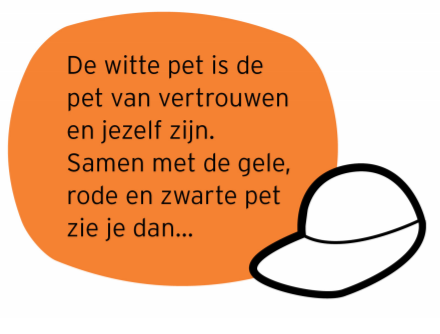 De witte pet is de
pet van vertrouwen
en jezelf zijn.
Samen met de gele,
rode en zwarte pet
zie je dan...